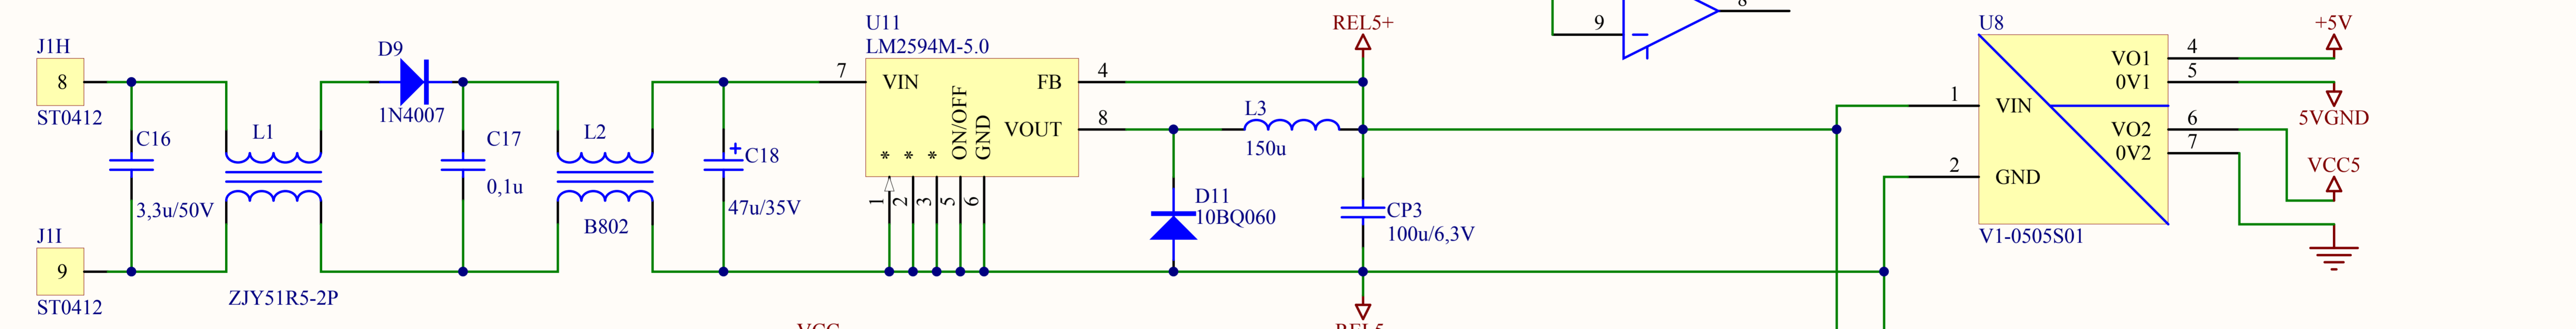 J1H
8
ST0412
C16
3,3u/50V
J1I
9
ST0412
L1
ZJY51R5-2P
D9
1N4007
C17
0,1u
L2
B802
C18
47u/35V
U11
LM2594M-5.0
7
VIN
FB
4
VOUT
8
*
*
*
ON/OFF
GND
1
2
3
5
6
VCC
L3
150u
D11
10BQ060
REL5+
CP3
100u/6,3V
REL5-
9
8
U8
1
VIN
2
GND
VO1
4
0V1
5
VO2
6
0V2
7
V1-0505S01
+5V
5VGND
VCC5